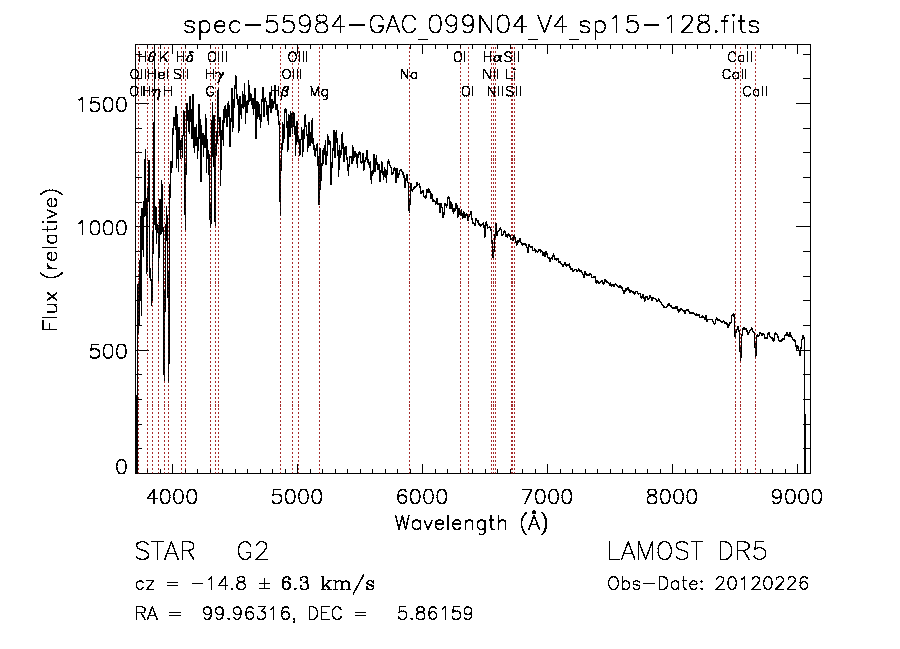 spec-55984-GAC_099N04_V4_sp15-128.fits
Hδ K Hδ OIII OIII OI Hα SII CaII
OII HeI SII Hγ OIII NII Li CaII
OII Hη H G Hβ Mg Na OI NII SII CaII
1500
1000
500
0
Flux (relative)
4000 5000 6000 7000 8000 9000
Wavelength (Å)
STAR G2 LAMOST DR5
cz = -14.8 ± 6.3 km/s Obs-Date: 20120226
RA = 99.96316, DEC = 5.86159